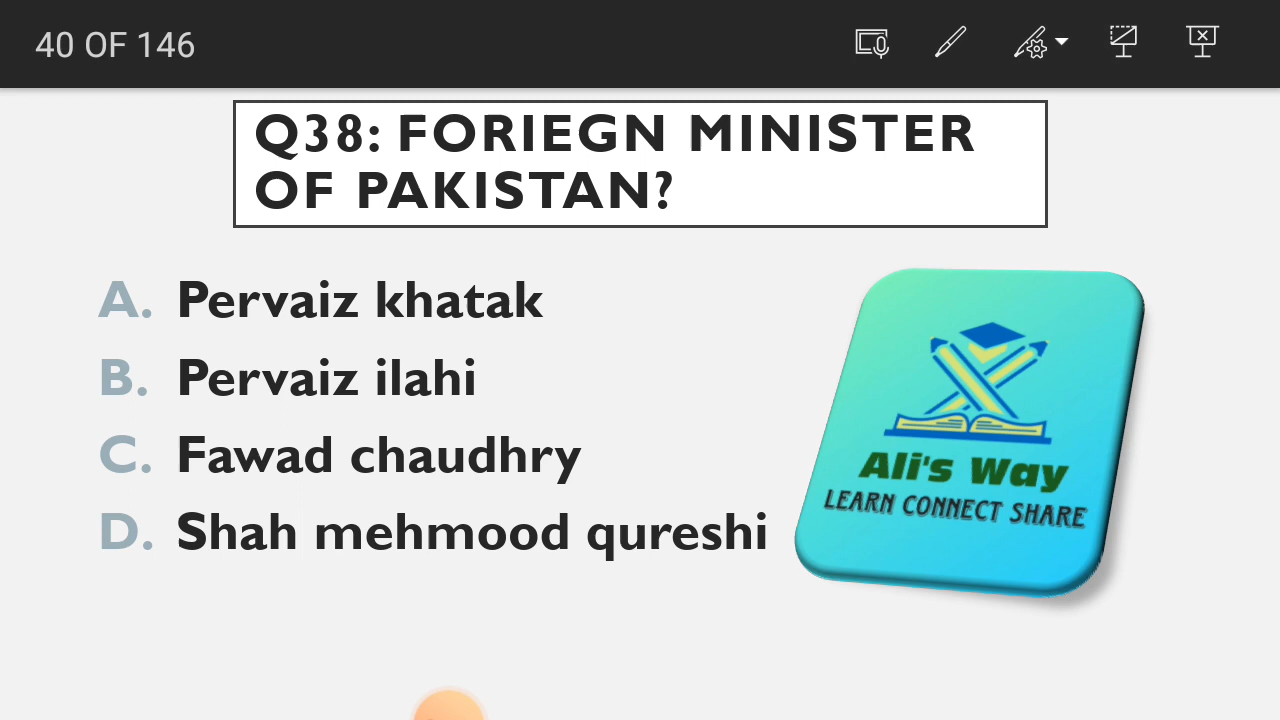 40 OF 146
Q38: FORIEGN MINISTER
OF PAKISTAN?
A. Pervaiz khatak
B. Pervaiz ilahi
C. Fawad chaudhry
D. Shah mehmood qureshi
Ali's Way
LEARN CONNECT SHARE